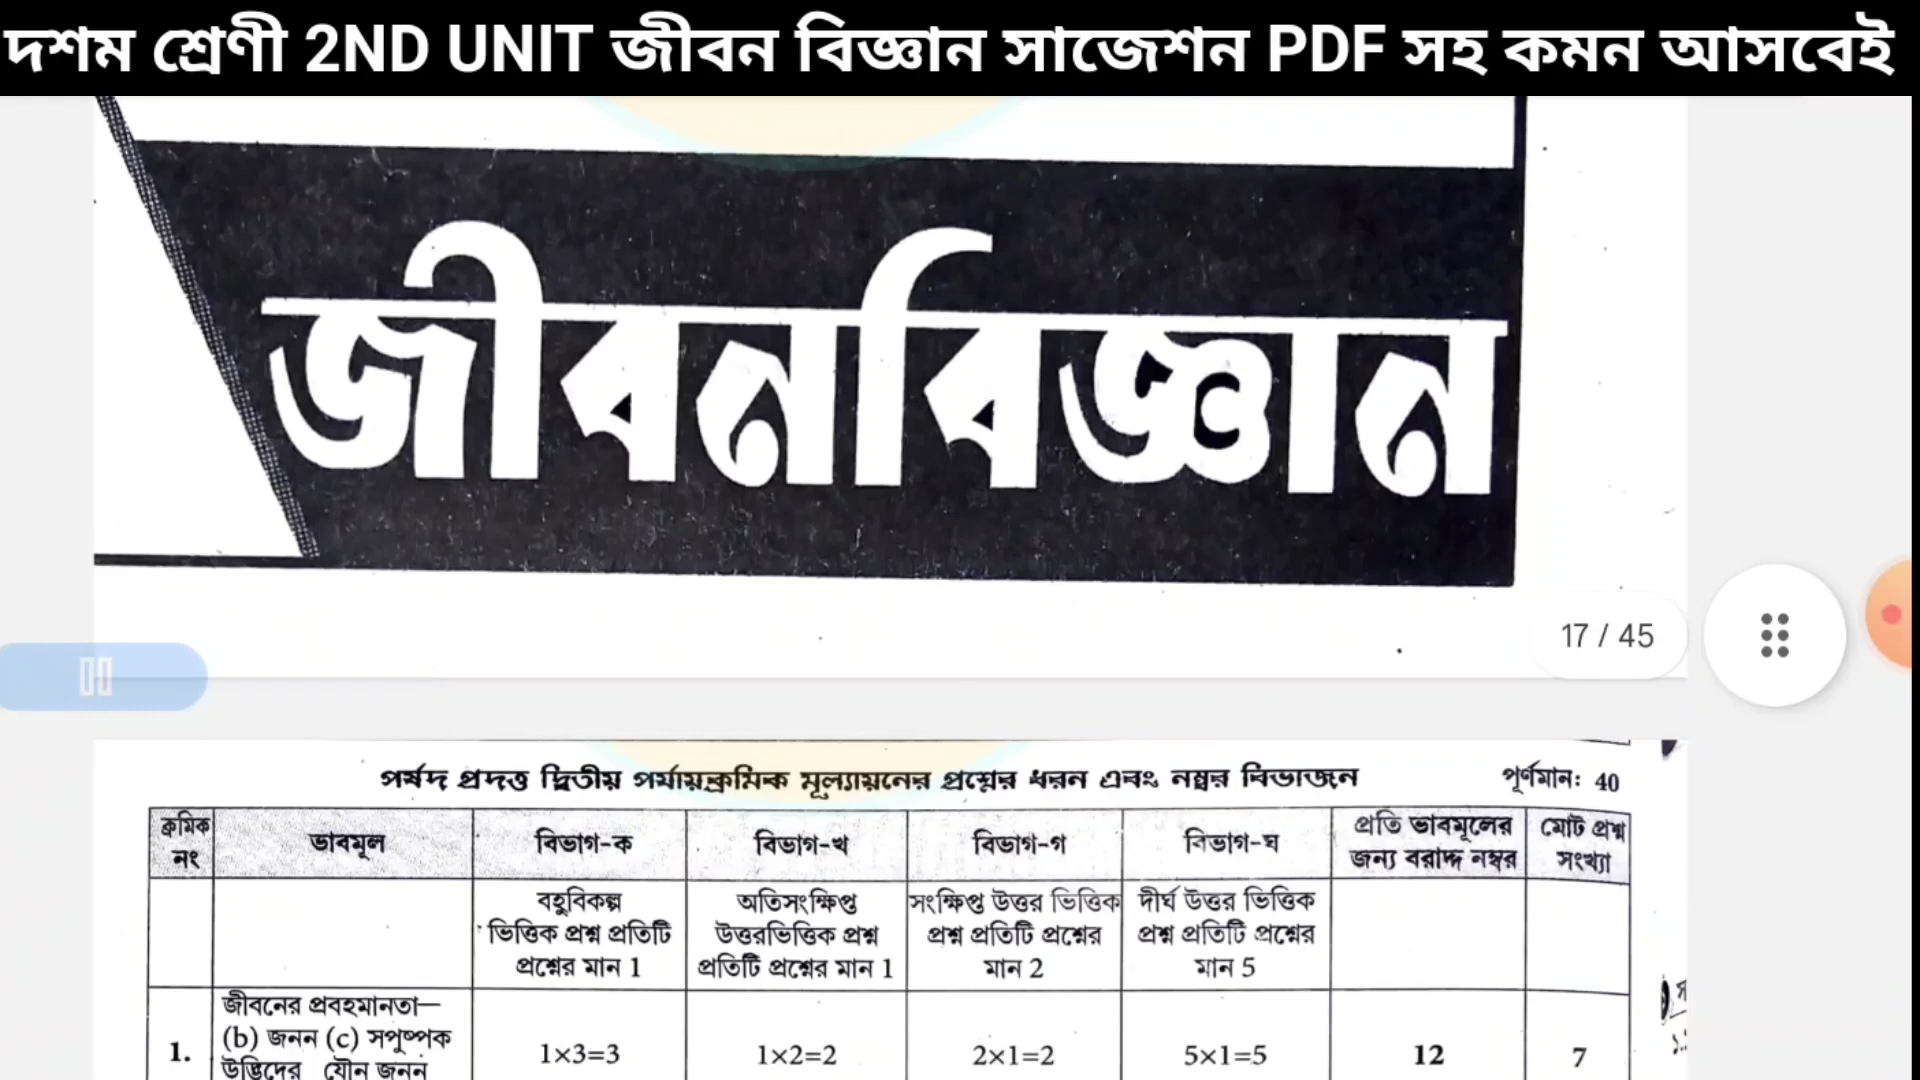 দশম শ্রেণী 2ND UNIT জীবন বিজ্ঞান সাজেশন PDF সহ কমন আসবেই
জীবনবিজ্ঞান
17 / 45
পর্ষদ প্রদত্ত দ্বিতীয় পর্যায়ক্রমিক মূল্যায়নের প্রশ্নের ধরন এবং নম্বর বিভাজন পূর্ণমান: 40
ক্রমিক নং ভাবমূল বিভাগ-ক বিভাগ-খ বিভাগ-গ বিভাগ-ঘ প্রতি ভাবমূলের জন্য বরাদ্দ নম্বর মোট প্রশ্ন সংখ্যা
বহুবিকল্প ভিত্তিক প্রশ্ন প্রতিটি প্রশ্নের মান 1 অতিসংক্ষিপ্ত উত্তরভিত্তিক প্রশ্ন প্রতিটি প্রশ্নের মান 1 সংক্ষিপ্ত উত্তর ভিত্তিক প্রশ্ন প্রতিটি প্রশ্নের মান 2 দীর্ঘ উত্তর ভিত্তিক প্রশ্ন প্রতিটি প্রশ্নের মান 5
1. জীবনের প্রবহমানতা— (b) জনন (c) সপুষ্পক উদ্ভিদের যৌন জনন 1×3=3 1×2=2 2×1=2 5×1=5 12 7